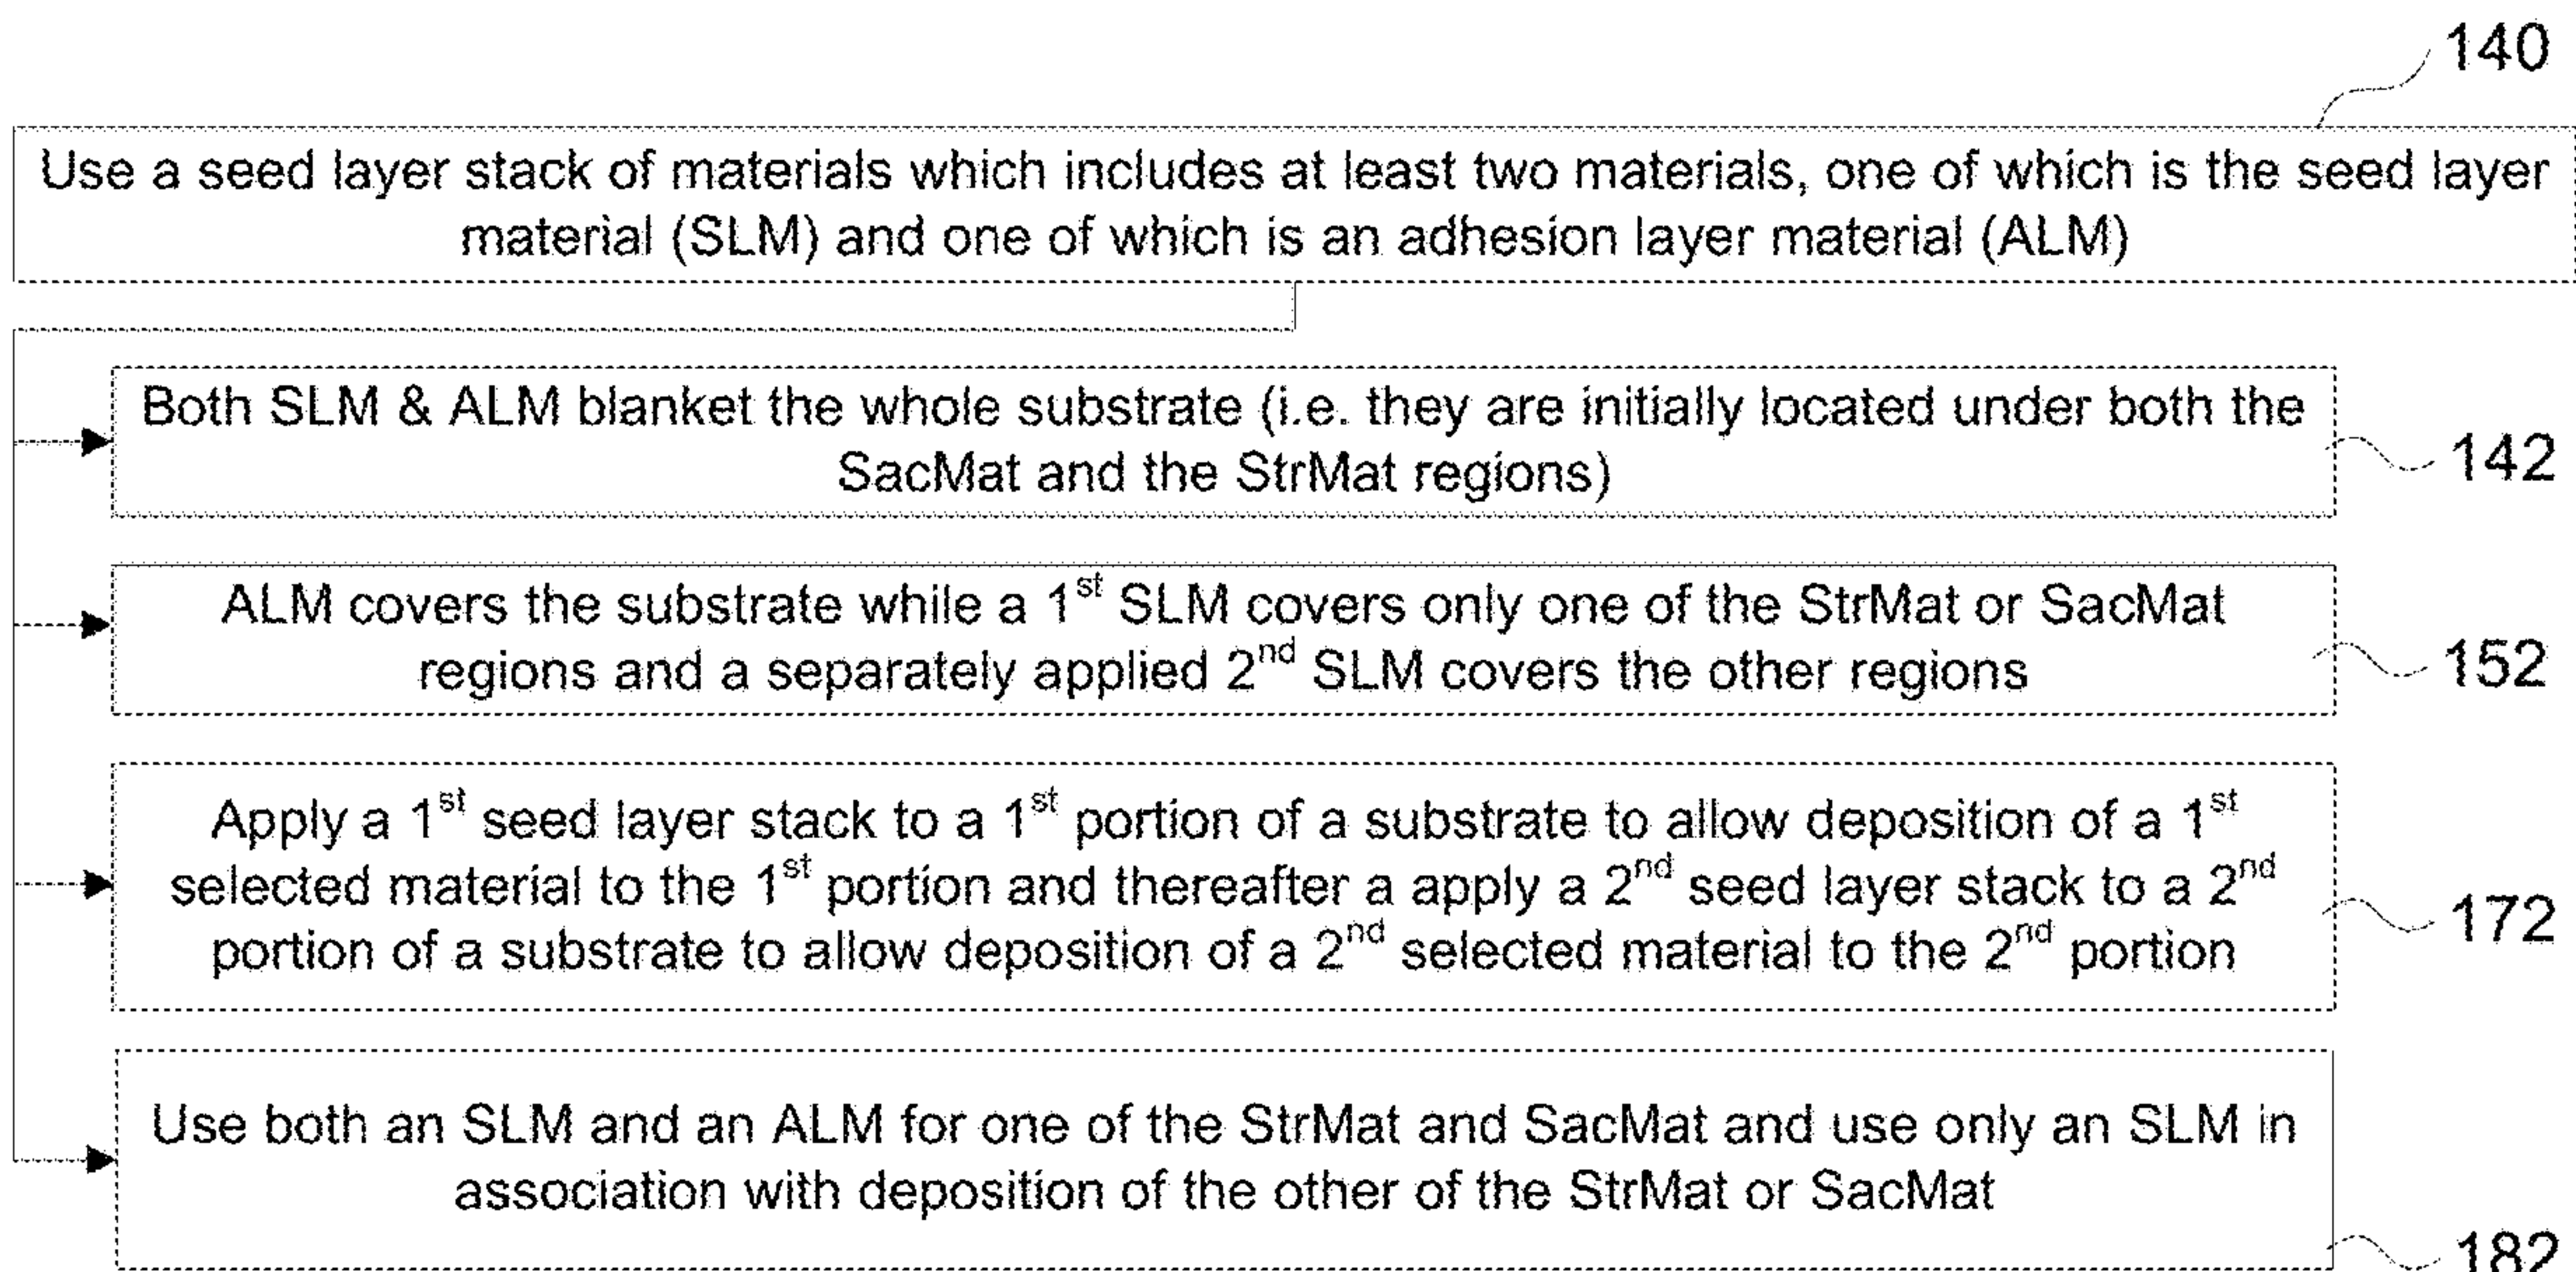 140
Use a seed layer stack of materials which includes at least two materials, one of which is the seed layer
material (SLM) and one of which is an adhesion layer material (ALM)
Both SLM & ALM blanket the whole substrate (i.e. they are initially located under both the
SacMat and the StrMat regions)
142
ALM covers the substrate while a 1st SLM covers only one of the StrMat or SacMat
regions and a separately applied 2nd SLM covers the other regions
152
Apply a 1st seed layer stack to a 1st portion of a substrate to allow deposition of a 1st
selected material to the 1st portion and thereafter a apply a 2nd seed layer stack to a 2nd
portion of a substrate to allow deposition of a 2nd selected material to the 2nd portion
172
Use both an SLM and an ALM for one of the StrMat and SacMat and use only an SLM in
association with deposition of the other of the StrMat or SacMat
182